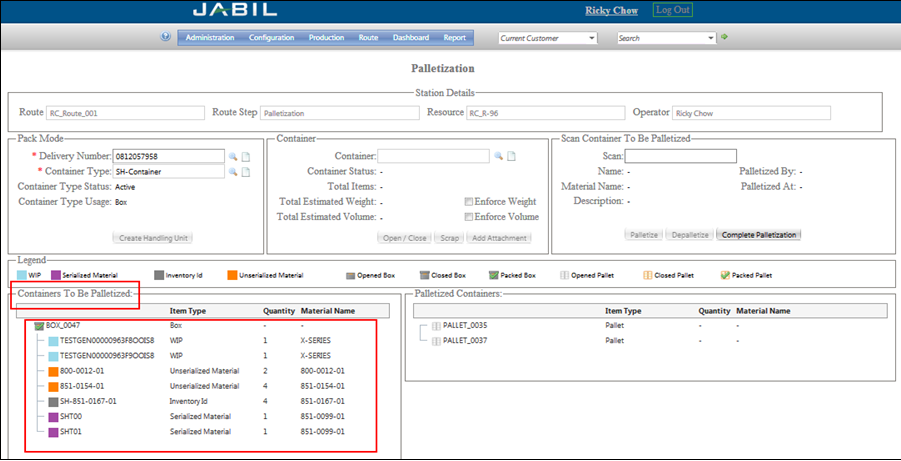 JABIL
Ricky Chow Log Out
Administration Configuration Production Route Dashboard Report Current Customer Search
Palletization
Station Details
Route RC_Route_001 Route Step Palletization Resource RC_R-96 Operator Ricky Chow
Pack Mode
* Delivery Number: 0812057958
* Container Type: SH-Container
Container Type Status: Active
Container Type Usage: Box
Create Handling Unit
Container
Container:
Container Status: -
Total Items: -
Total Estimated Weight: - Enforce Weight
Total Estimated Volume: - Enforce Volume
Open / Close Scrap Add Attachment
Scan Container To Be Palletized
Scan:
Name: - Palletized By: -
Material Name: - Palletized At: -
Description: -
Palletize Depalletize Complete Palletization
Legend
WIP Serialized Material Inventory Id Unserialized Material Opened Box Closed Box Packed Box Opened Pallet Closed Pallet Packed Pallet
Containers To Be Palletized:
Item Type Quantity Material Name
BOX_0047 Box - -
TESTGEN00000963F8OOIS8 WIP 1 X-SERIES
TESTGEN00000963F9OOIS8 WIP 1 X-SERIES
800-0012-01 Unserialized Material 2 800-0012-01
851-0154-01 Unserialized Material 4 851-0154-01
SH-851-0167-01 Inventory Id 4 851-0167-01
SHT00 Serialized Material 1 851-0099-01
SHT01 Serialized Material 1 851-0099-01
Palletized Containers:
Item Type Quantity Material Name
PALLET_0035 Pallet - -
PALLET_0037 Pallet - -